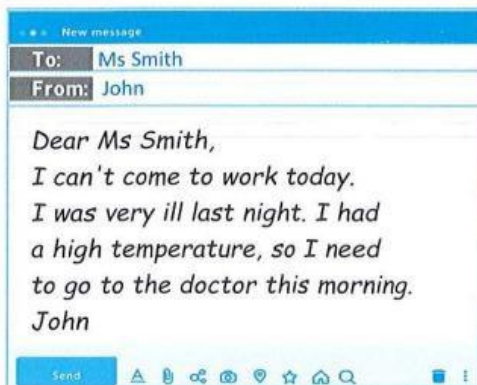 New message
To: Ms Smith
From: John
Dear Ms Smith,
I can't come to work today.
I was very ill last night. I had
a high temperature, so I need
to go to the doctor this morning.
John
Send